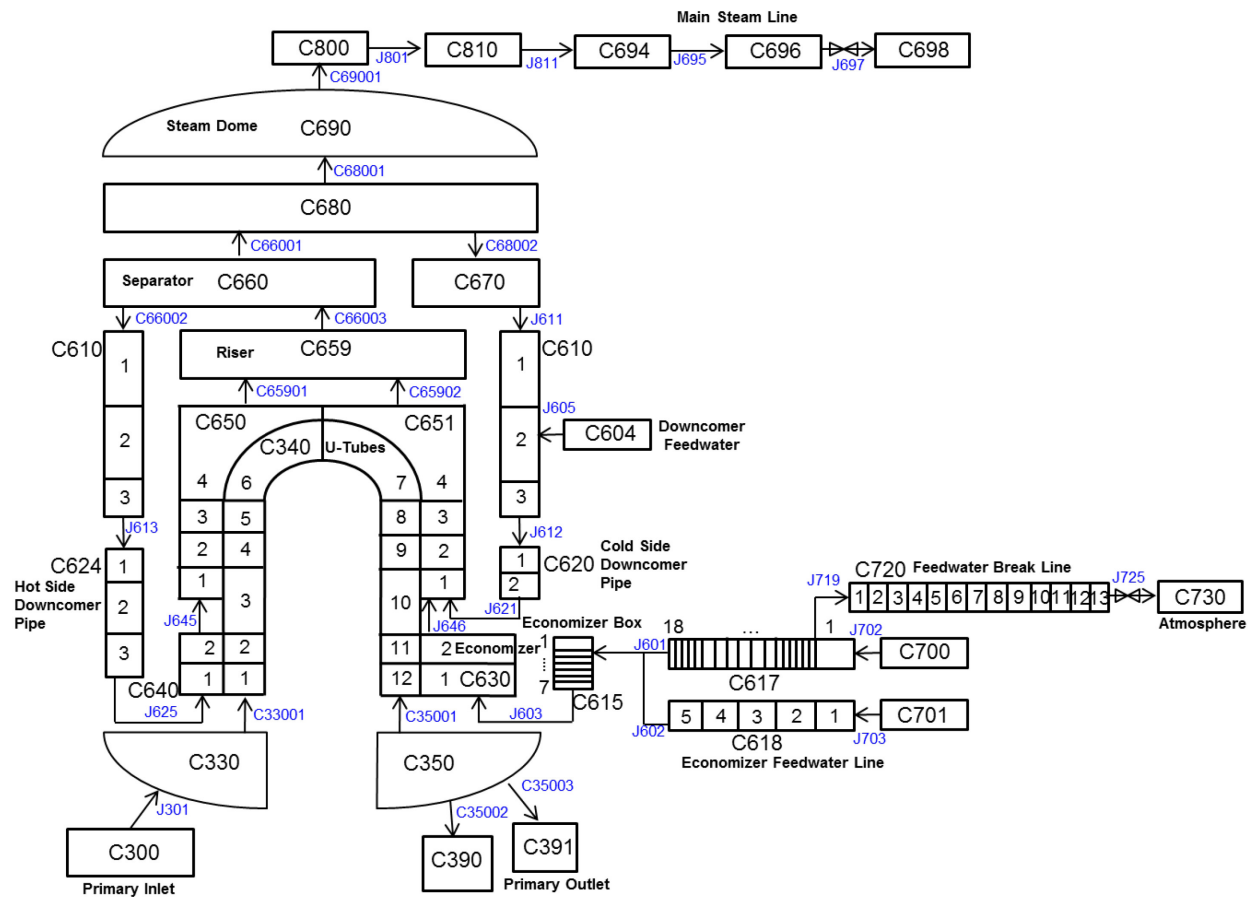 Main Steam Line
C800
J801
C810
J811
C694
J695
C696
J697
C698
C69001
Steam Dome
C690
C68001
C680
C66001
C68002
Separator
C660
C670
C66002
C66003
J611
C610
1
2
3
Riser
C659
C610
1
2
3
C65901
C65902
J605
C604
Downcomer
Feedwater
C650
C651
C340
U-Tubes
4
6
7
4
3
5
8
3
2
4
9
2
1
3
10
1
J613
J612
C624
1
2
3
Hot Side
Downcomer
Pipe
1
2
C620
Cold Side
Downcomer
Pipe
J621
J645
J646
2
2
11
2
Economizer
C640
1
1
12
1
C630
J625
C33001
C35001
J603
Economizer Box
1
7
C615
J601
18
...
1
C617
J702
C700
J719
C720
Feedwater Break Line
1
2
3
4
5
6
7
8
9
10
11
12
13
J725
C730
Atmosphere
J602
5
4
3
2
1
C618
J703
C701
Economizer Feedwater Line
C330
C350
J301
C35002
C35003
C300
Primary Inlet
C390
C391
Primary Outlet